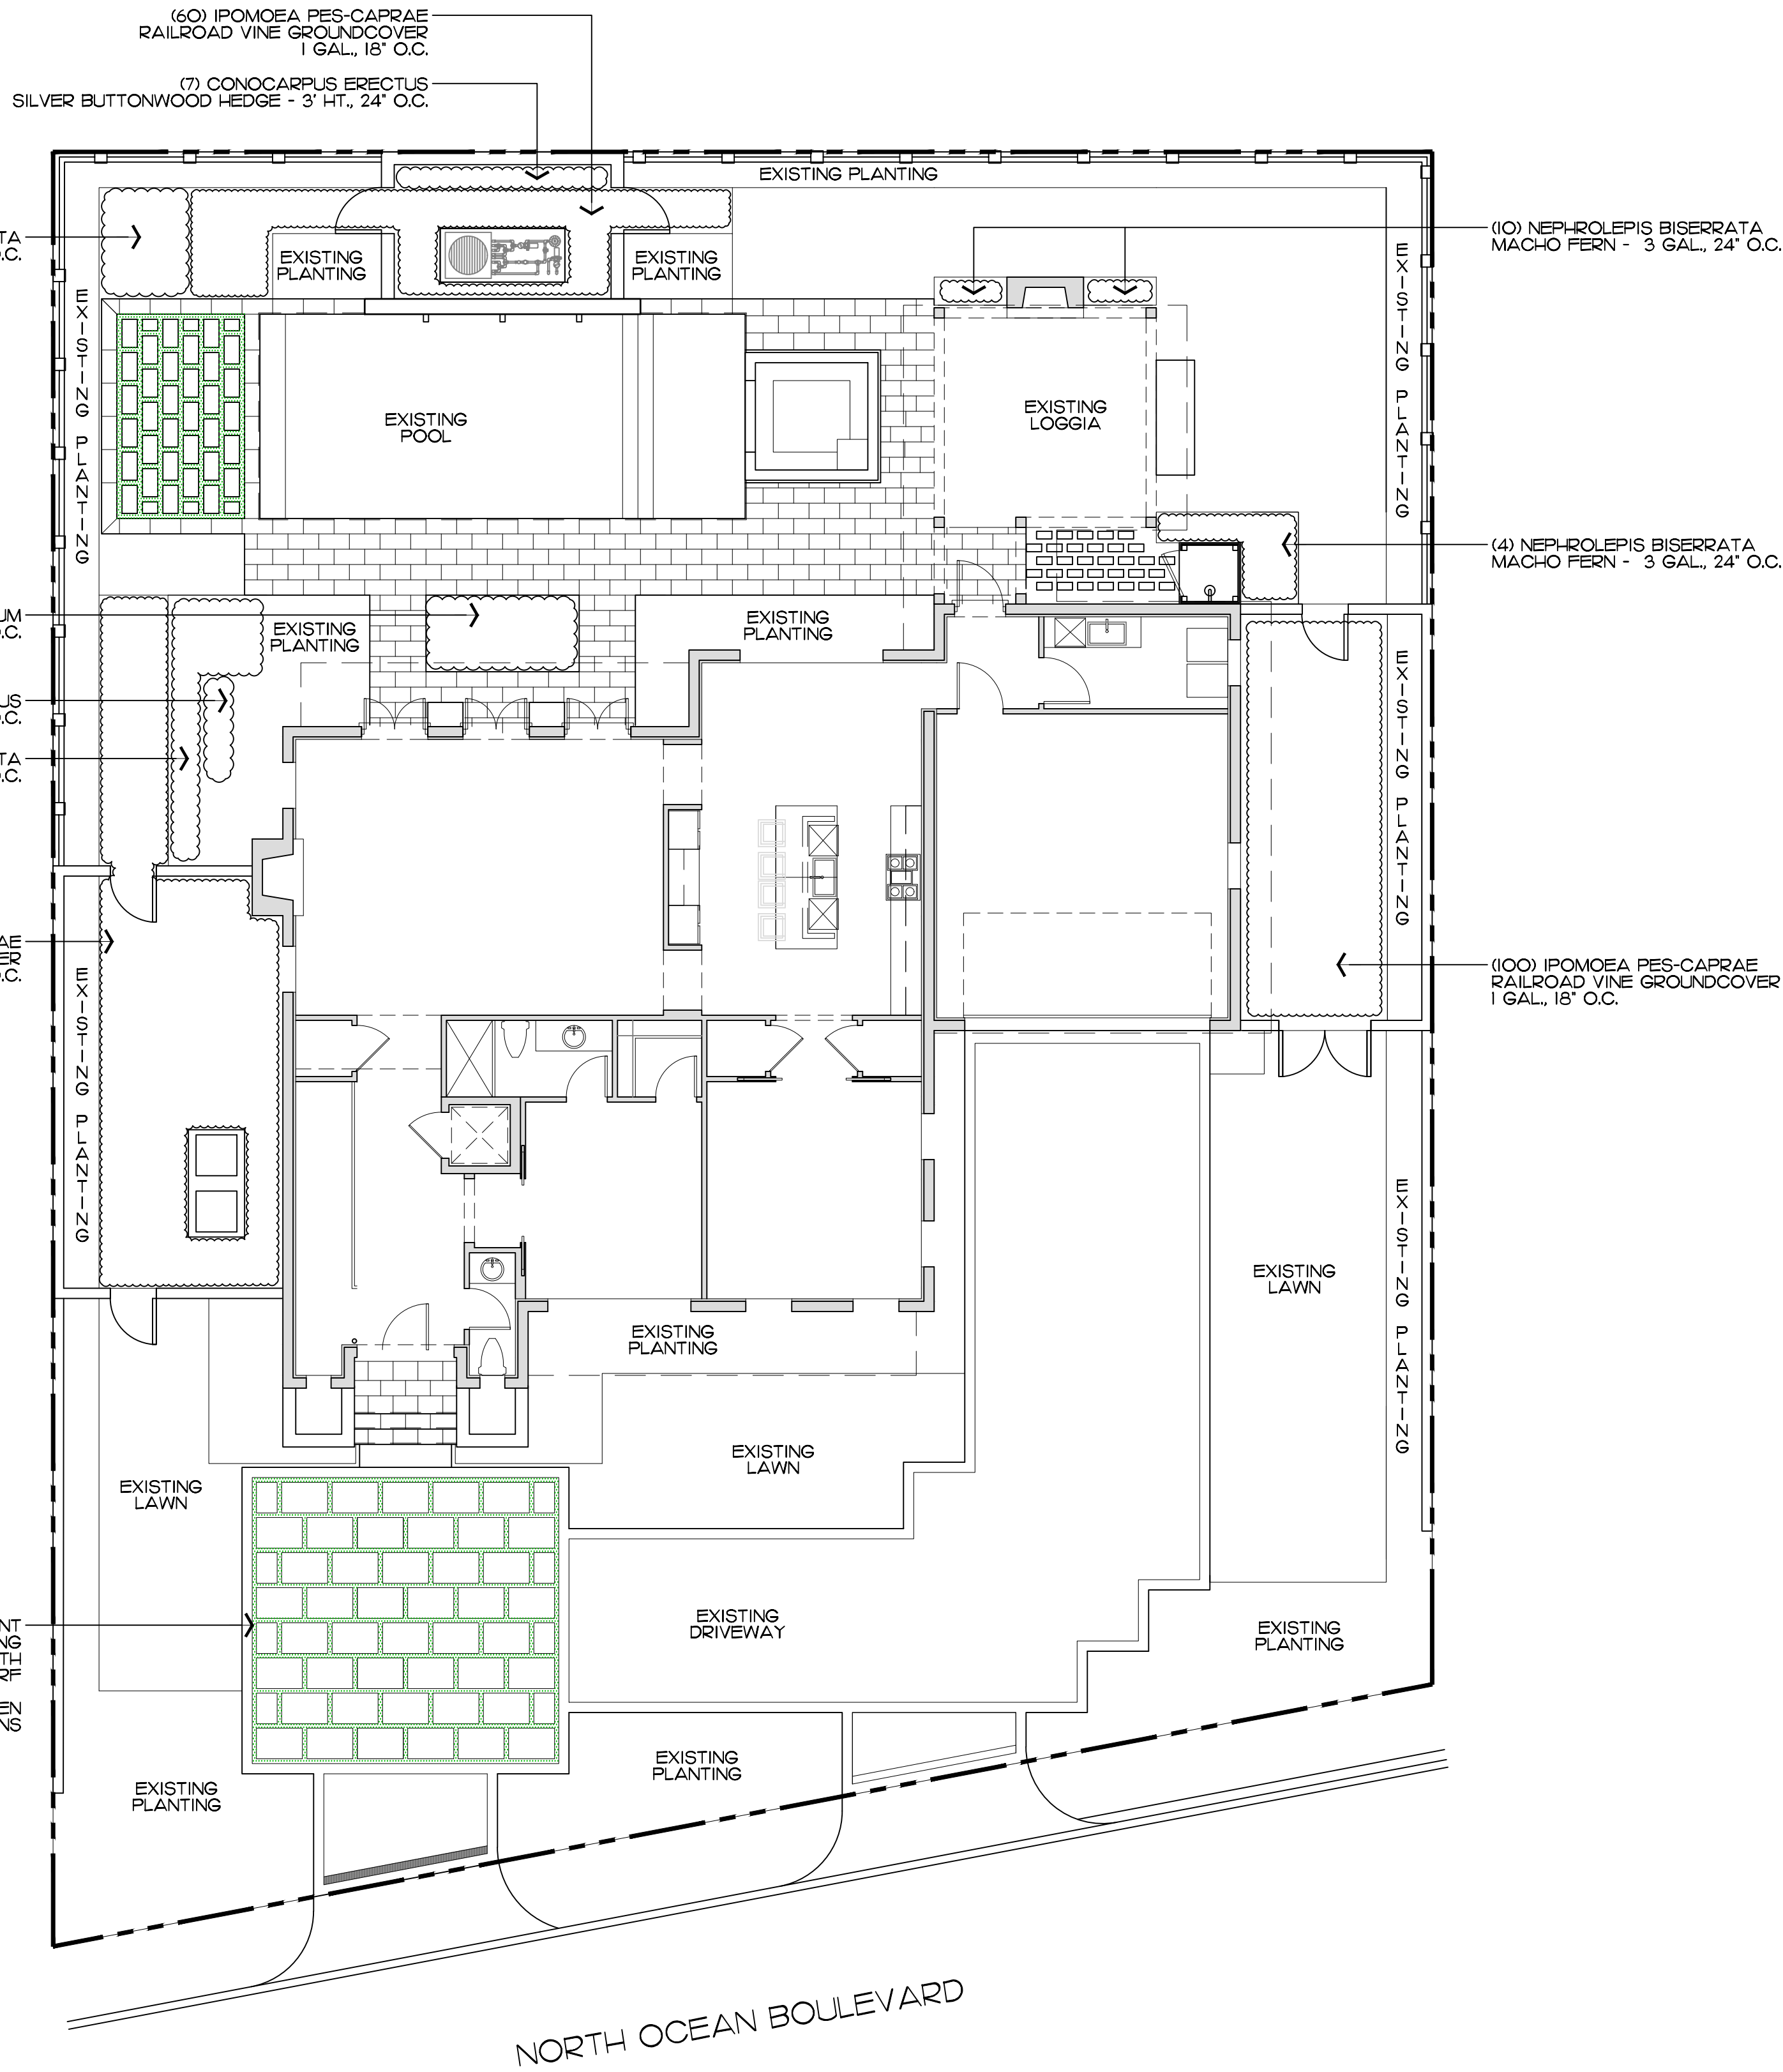 (60) IPOMOEA PES-CAPRAE
RAILROAD VINE GROUNDCOVER
1 GAL., 18" O.C.
(7) CONOCARPUS ERECTUS
SILVER BUTTONWOOD HEDGE - 3' HT., 24" O.C.
EXISTING PLANTING
EXISTING
PLANTING
EXISTING
PLANTING
(10) NEPHROLEPIS BISERRATA
MACHO FERN - 3 GAL., 24" O.C.
EXISTING PLANTING
EXISTING PLANTING
EXISTING
POOL
EXISTING
LOGGIA
(4) NEPHROLEPIS BISERRATA
MACHO FERN - 3 GAL., 24" O.C.
EXISTING
PLANTING
EXISTING
PLANTING
EXISTING PLANTING
(100) IPOMOEA PES-CAPRAE
RAILROAD VINE GROUNDCOVER
1 GAL., 18" O.C.
EXISTING PLANTING
EXISTING PLANTING
EXISTING
LAWN
EXISTING
PLANTING
EXISTING
LAWN
EXISTING
LAWN
EXISTING
DRIVEWAY
EXISTING
PLANTING
EXISTING
PLANTING
EXISTING
PLANTING
NORTH OCEAN BOULEVARD